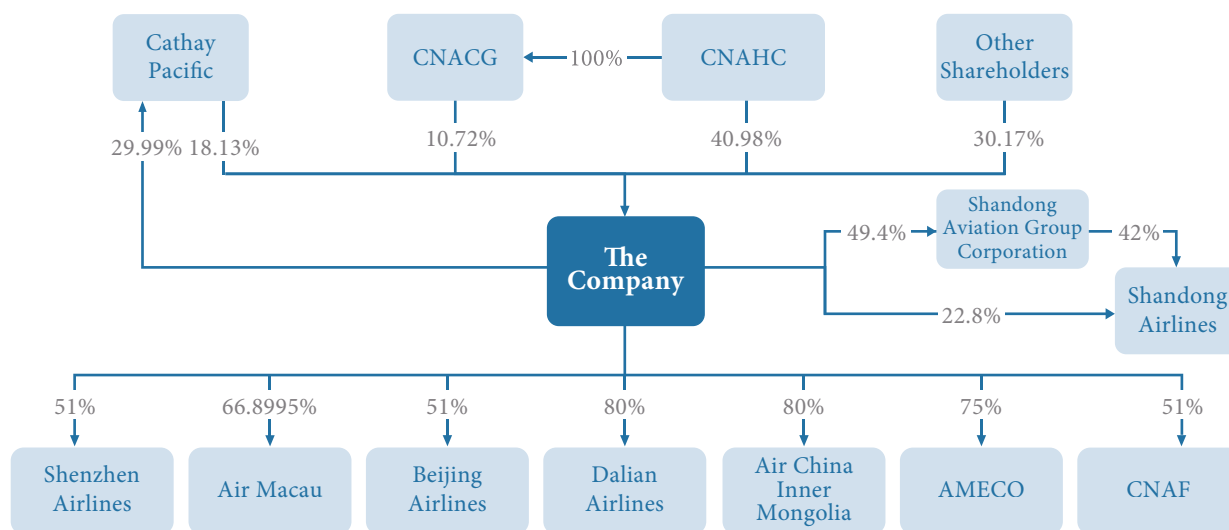 Cathay
Pacific
CNACG
100%
CNAHC
Other
Shareholders
29.99%
18.13%
10.72%
40.98%
30.17%
The
Company
49.4%
Shandong
Aviation Group
Corporation
42%
22.8%
Shandong
Airlines
51%
66.8995%
51%
80%
80%
75%
51%
Shenzhen
Airlines
Air Macau
Beijing
Airlines
Dalian
Airlines
Air China
Inner
Mongolia
AMECO
CNAF